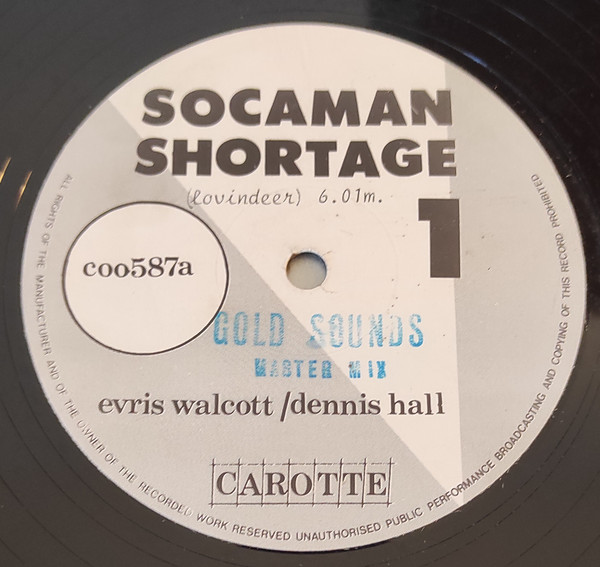 SOCAMAN
SHORTAGE
(lovindeer) 6.01m.
1
coo587a
GOLD SOUNDS
MASTER MIX
evris walcott /dennis hall
CAROTTE
ALL RIGHTS OF THE MANUFACTURER AND OF THE OWNER OF THE RECORDED WORK RESERVED UNAUTHORISED PUBLIC PERFORMANCE BROADCASTING AND COPYING OF THIS RECORD PROHIBITED